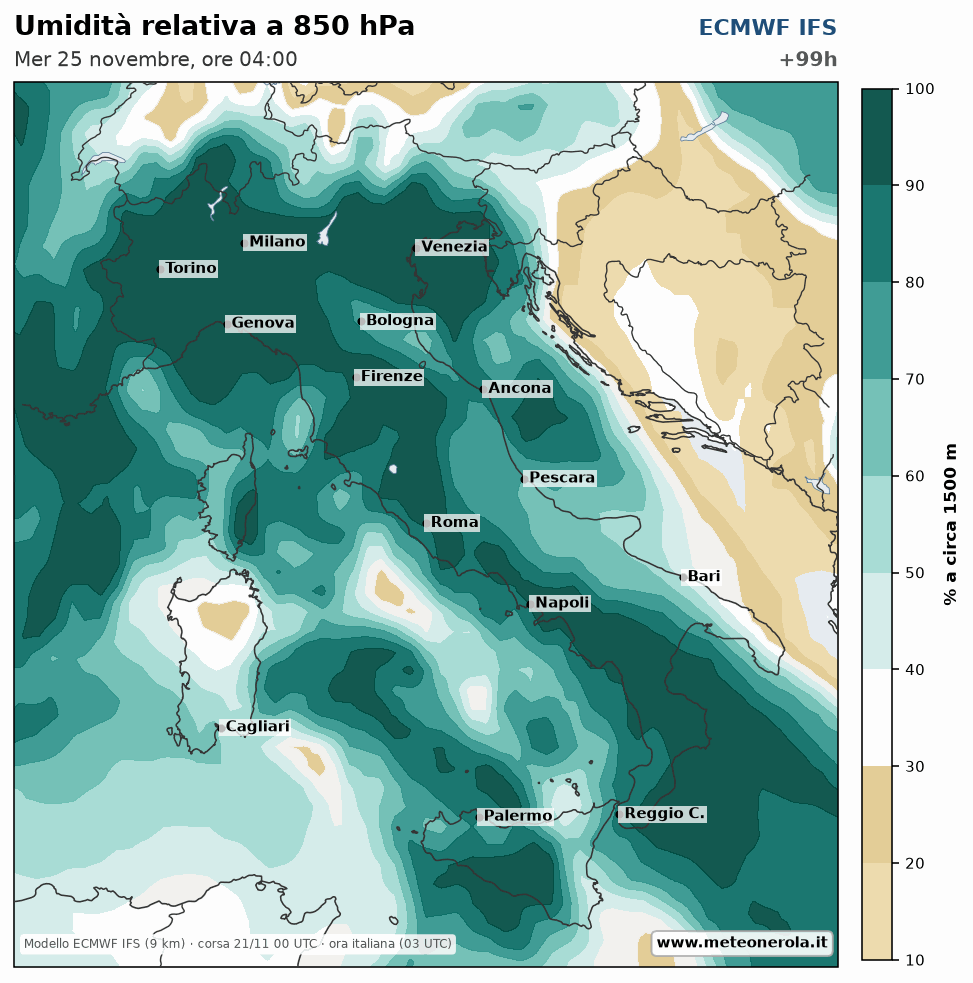 Umidità relativa a 850 hPa
ECMWF IFS
Mer 25 novembre, ore 04:00
+99h
100
90
80
70
60
50
40
30
20
10
% a circa 1500 m
Milano
Venezia
Torino
Genova
Bologna
Firenze
Ancona
Pescara
Roma
Bari
Napoli
Cagliari
Palermo
Reggio C.
Modello ECMWF IFS (9 km) · corsa 21/11 00 UTC · ora italiana (03 UTC)
www.meteonerola.it